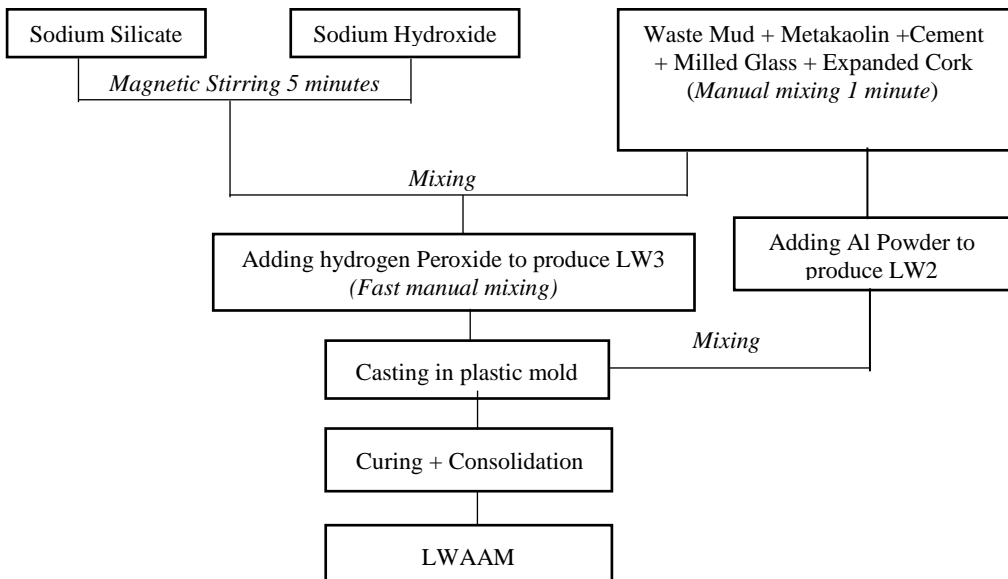 Sodium Silicate
Sodium Hydroxide
Waste Mud + Metakaolin +Cement
+ Milled Glass + Expanded Cork
(Manual mixing 1 minute)
Magnetic Stirring 5 minutes
Mixing
Adding hydrogen Peroxide to produce LW3
(Fast manual mixing)
Adding Al Powder to
produce LW2
Mixing
Casting in plastic mold
Curing + Consolidation
LWAAM